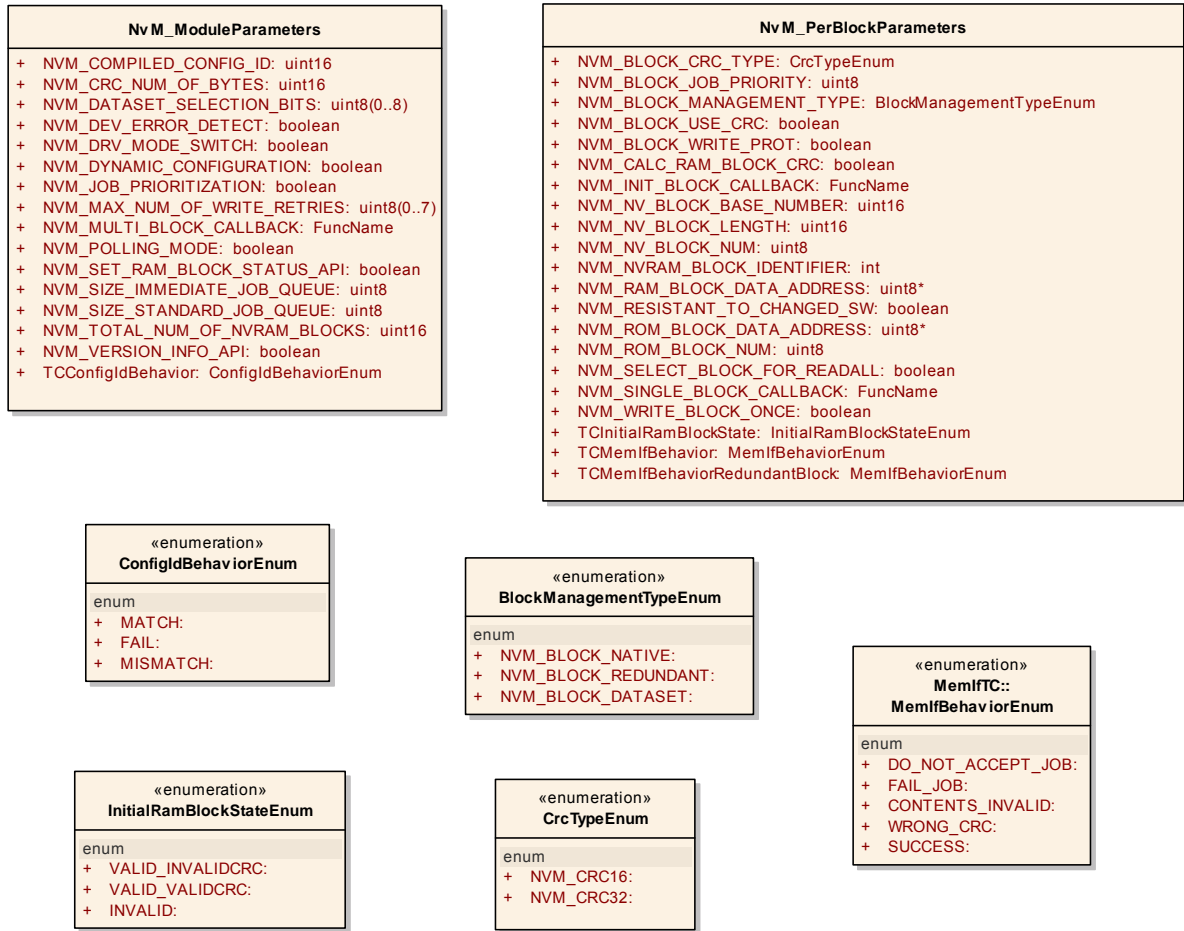 NvM_ModuleParameters
+ NVM_COMPILED_CONFIG_ID: uint16
+ NVM_CRC_NUM_OF_BYTES: uint16
+ NVM_DATASET_SELECTION_BITS: uint8(0..8)
+ NVM_DEV_ERROR_DETECT: boolean
+ NVM_DRV_MODE_SWITCH: boolean
+ NVM_DYNAMIC_CONFIGURATION: boolean
+ NVM_JOB_PRIORITIZATION: boolean
+ NVM_MAX_NUM_OF_WRITE_RETRIES: uint8(0..7)
+ NVM_MULTI_BLOCK_CALLBACK: FuncName
+ NVM_POLLING_MODE: boolean
+ NVM_SET_RAM_BLOCK_STATUS_API: boolean
+ NVM_SIZE_IMMEDIATE_JOB_QUEUE: uint8
+ NVM_SIZE_STANDARD_JOB_QUEUE: uint8
+ NVM_TOTAL_NUM_OF_NVRAM_BLOCKS: uint16
+ NVM_VERSION_INFO_API: boolean
+ TCConfigIdBehavior: ConfigIdBehaviorEnum
NvM_PerBlockParameters
+ NVM_BLOCK_CRC_TYPE: CrcTypeEnum
+ NVM_BLOCK_JOB_PRIORITY: uint8
+ NVM_BLOCK_MANAGEMENT_TYPE: BlockManagementTypeEnum
+ NVM_BLOCK_USE_CRC: boolean
+ NVM_BLOCK_WRITE_PROT: boolean
+ NVM_CALC_RAM_BLOCK_CRC: boolean
+ NVM_INIT_BLOCK_CALLBACK: FuncName
+ NVM_NV_BLOCK_BASE_NUMBER: uint16
+ NVM_NV_BLOCK_LENGTH: uint16
+ NVM_NV_BLOCK_NUM: uint8
+ NVM_NVRAM_BLOCK_IDENTIFIER: int
+ NVM_RAM_BLOCK_DATA_ADDRESS: uint8*
+ NVM_RESISTANT_TO_CHANGED_SW: boolean
+ NVM_ROM_BLOCK_DATA_ADDRESS: uint8*
+ NVM_ROM_BLOCK_NUM: uint8
+ NVM_SELECT_BLOCK_FOR_READALL: boolean
+ NVM_SINGLE_BLOCK_CALLBACK: FuncName
+ NVM_WRITE_BLOCK_ONCE: boolean
+ TCInitialRamBlockState: InitialRamBlockStateEnum
+ TCMemIfBehavior: MemIfBehaviorEnum
+ TCMemIfBehaviorRedundantBlock: MemIfBehaviorEnum
«enumeration»
ConfigIdBehaviorEnum
enum
+ MATCH:
+ FAIL:
+ MISMATCH:
«enumeration»
BlockManagementTypeEnum
enum
+ NVM_BLOCK_NATIVE:
+ NVM_BLOCK_REDUNDANT:
+ NVM_BLOCK_DATASET:
«enumeration»
MemIfTC::
MemIfBehaviorEnum
enum
+ DO_NOT_ACCEPT_JOB:
+ FAIL_JOB:
+ CONTENTS_INVALID:
+ WRONG_CRC:
+ SUCCESS:
«enumeration»
InitialRamBlockStateEnum
enum
+ VALID_INVALIDCRC:
+ VALID_VALIDCRC:
+ INVALID:
«enumeration»
CrcTypeEnum
enum
+ NVM_CRC16:
+ NVM_CRC32: